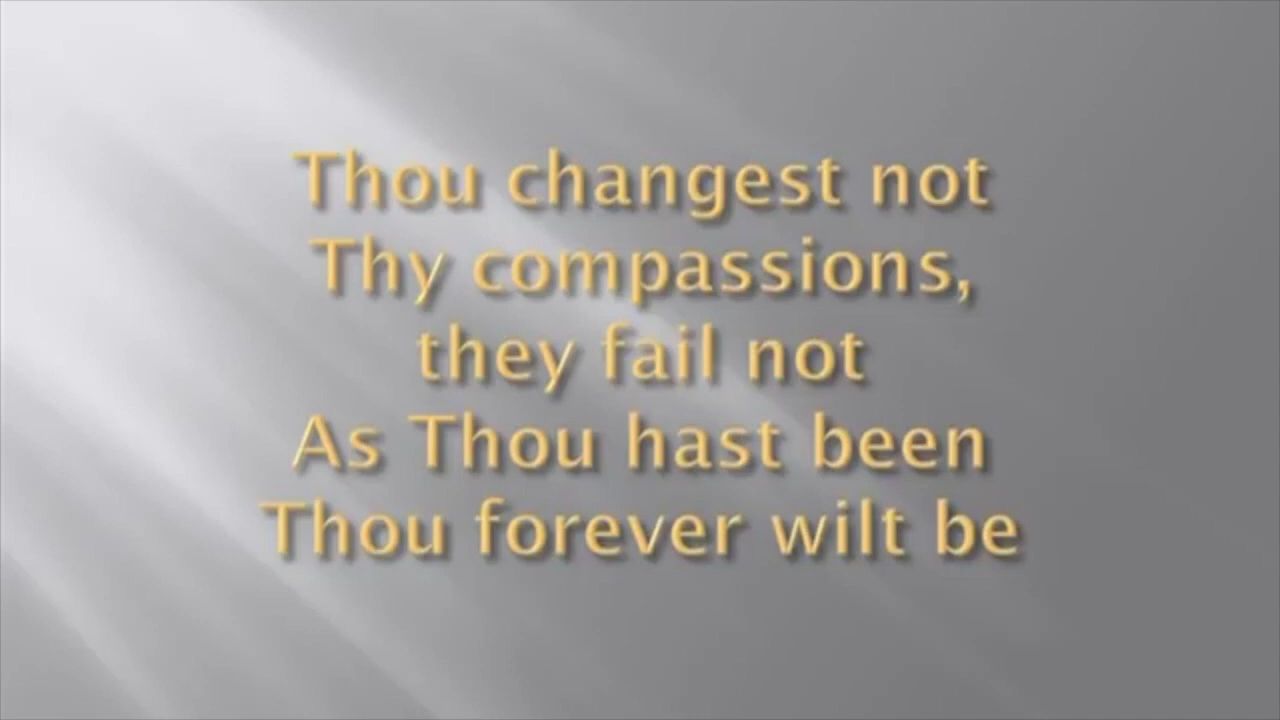 Thou changest not
Thy compassions,
they fail not
As Thou hast been
Thou forever wilt be